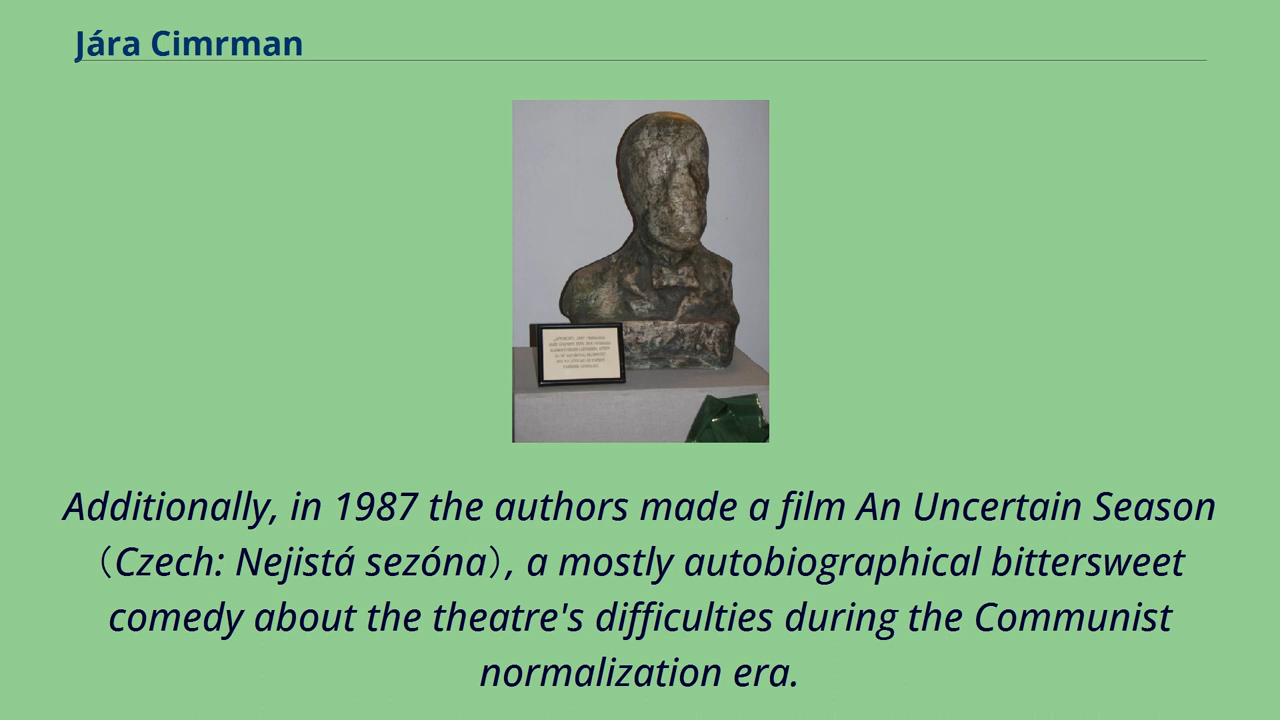 Jára Cimrman
Additionally, in 1987 the authors made a film An Uncertain Season
（Czech: Nejistá sezóna）, a mostly autobiographical bittersweet
comedy about the theatre's difficulties during the Communist
normalization era.